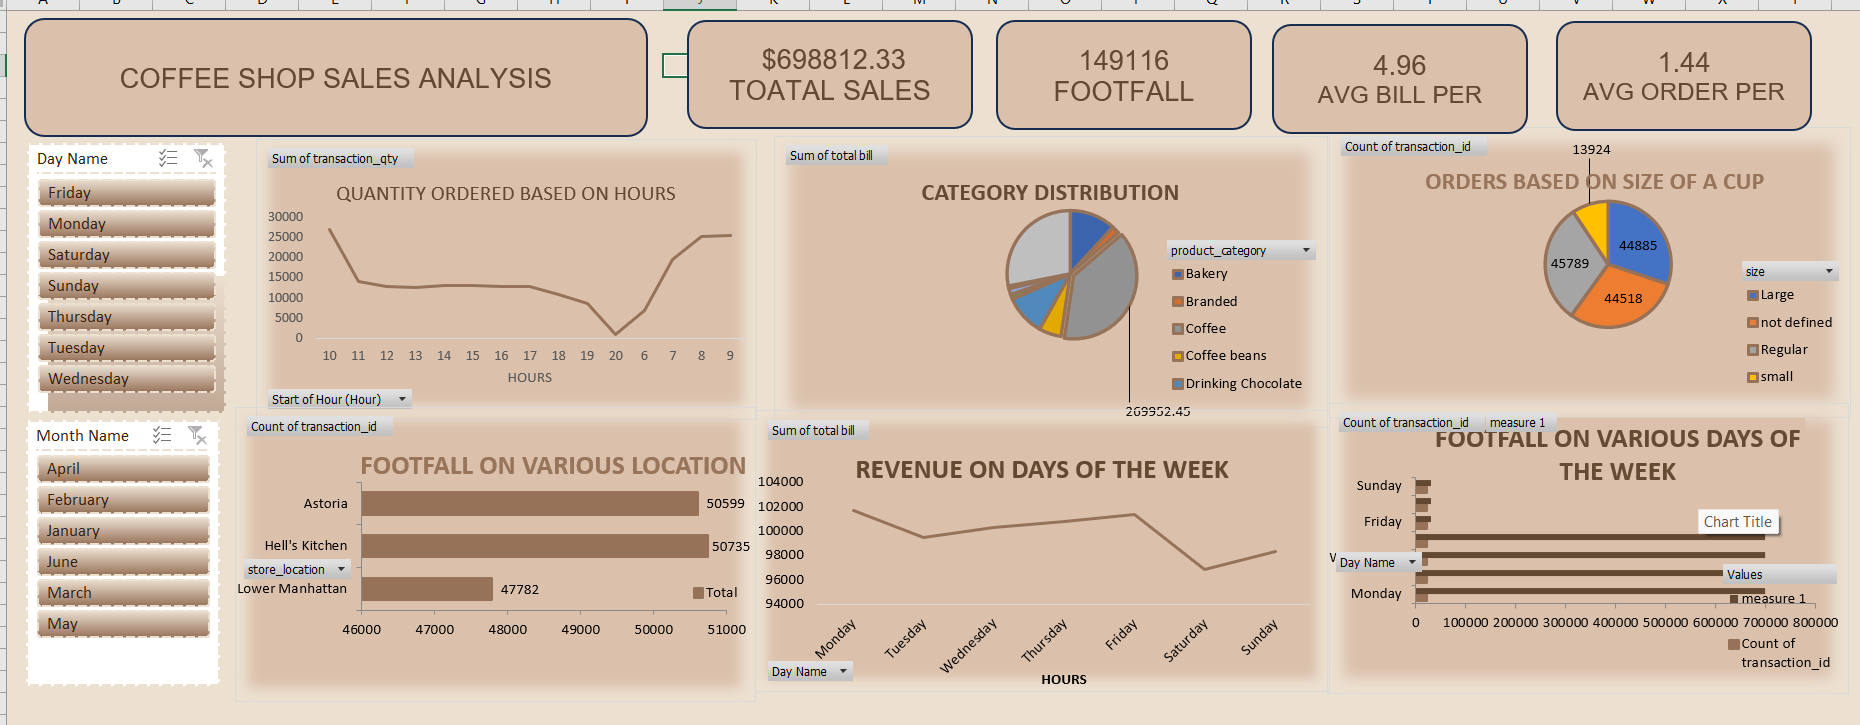 COFFEE SHOP SALES ANALYSIS
$698812.33
TOATAL SALES
149116
FOOTFALL
4.96
AVG BILL PER
1.44
AVG ORDER PER
Day Name
Friday
Monday
Saturday
Sunday
Thursday
Tuesday
Wednesday
Month Name
April
February
January
June
March
May
Sum of transaction_qty
QUANTITY ORDERED BASED ON HOURS
30000
25000
20000
15000
10000
5000
0
10 11 12 13 14 15 16 17 18 19 20 6 7 8 9
HOURS
Start of Hour (Hour)
Sum of total bill
CATEGORY DISTRIBUTION
product_category
Bakery
Branded
Coffee
Coffee beans
Drinking Chocolate
269952.45
Count of transaction_id
13924
ORDERS BASED ON SIZE OF A CUP
44885
45789
44518
size
Large
not defined
Regular
small
Count of transaction_id
FOOTFALL ON VARIOUS LOCATION
Astoria
50599
Hell's Kitchen
50735
store_location
Lower Manhattan
47782
Total
46000 47000 48000 49000 50000 51000
Sum of total bill
REVENUE ON DAYS OF THE WEEK
104000
102000
100000
98000
96000
94000
Monday
Tuesday
Wednesday
Thursday
Friday
Saturday
Sunday
Day Name
HOURS
Count of transaction_id measure 1
FOOTFALL ON VARIOUS DAYS OF
THE WEEK
Sunday
Friday
Chart Title
Day Name
Values
Monday
measure 1
0 100000 200000 300000 400000 500000 600000 700000 800000
Count of
transaction_id